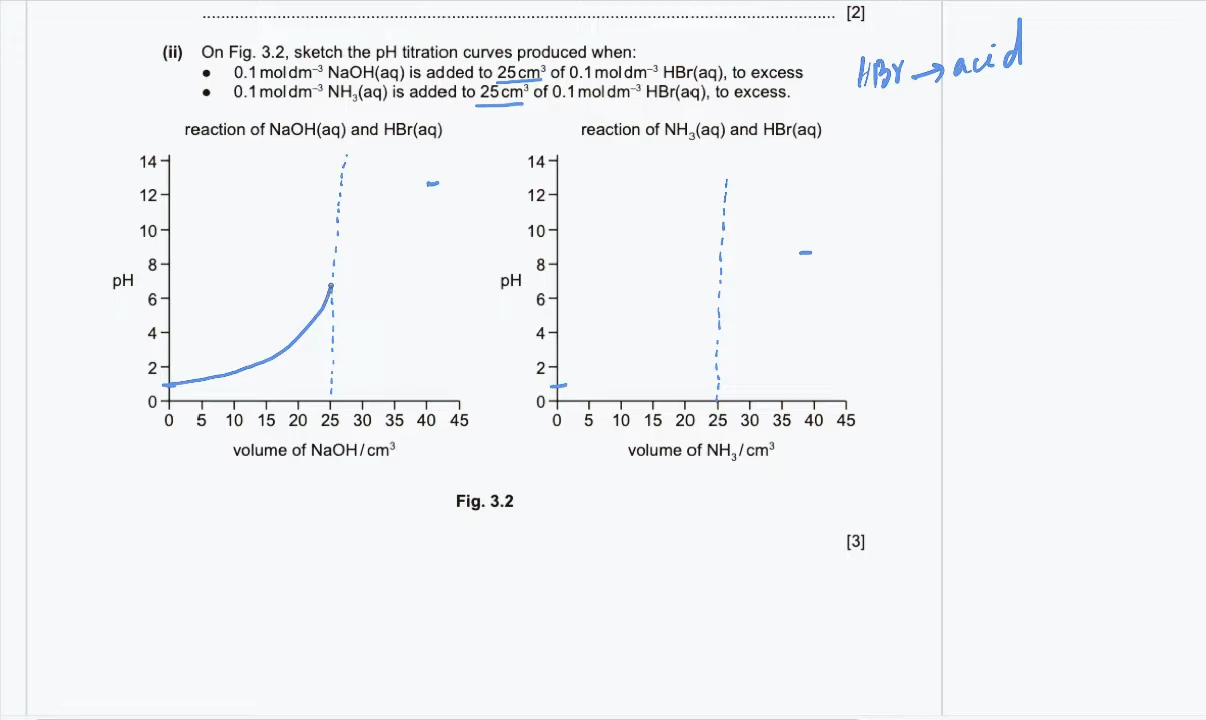 [2]
(ii) On Fig. 3.2, sketch the pH titration curves produced when:
• 0.1 mol dm⁻³ NaOH(aq) is added to 25 cm³ of 0.1 mol dm⁻³ HBr(aq), to excess
• 0.1 mol dm⁻³ NH₃(aq) is added to 25 cm³ of 0.1 mol dm⁻³ HBr(aq), to excess.
HBr → acid
reaction of NaOH(aq) and HBr(aq)
14
12
10
8
pH
6
4
2
0
0 5 10 15 20 25 30 35 40 45
volume of NaOH / cm³
reaction of NH₃(aq) and HBr(aq)
14
12
10
8
pH
6
4
2
0
0 5 10 15 20 25 30 35 40 45
volume of NH₃ / cm³
Fig. 3.2
[3]